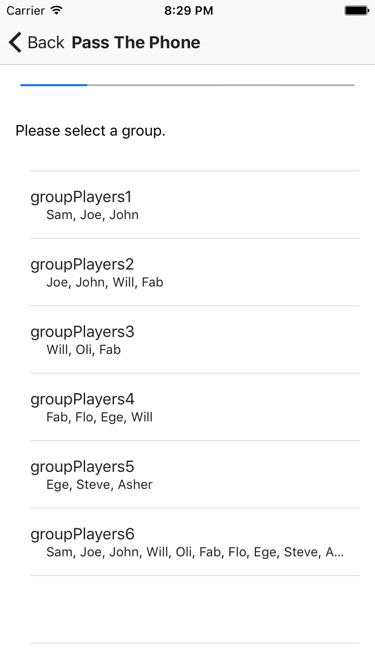 Carrier 8:29 PM
Back Pass The Phone
Please select a group.
groupPlayers1
Sam, Joe, John
groupPlayers2
Joe, John, Will, Fab
groupPlayers3
Will, Oli, Fab
groupPlayers4
Fab, Flo, Ege, Will
groupPlayers5
Ege, Steve, Asher
groupPlayers6
Sam, Joe, John, Will, Oli, Fab, Flo, Ege, Steve, A...